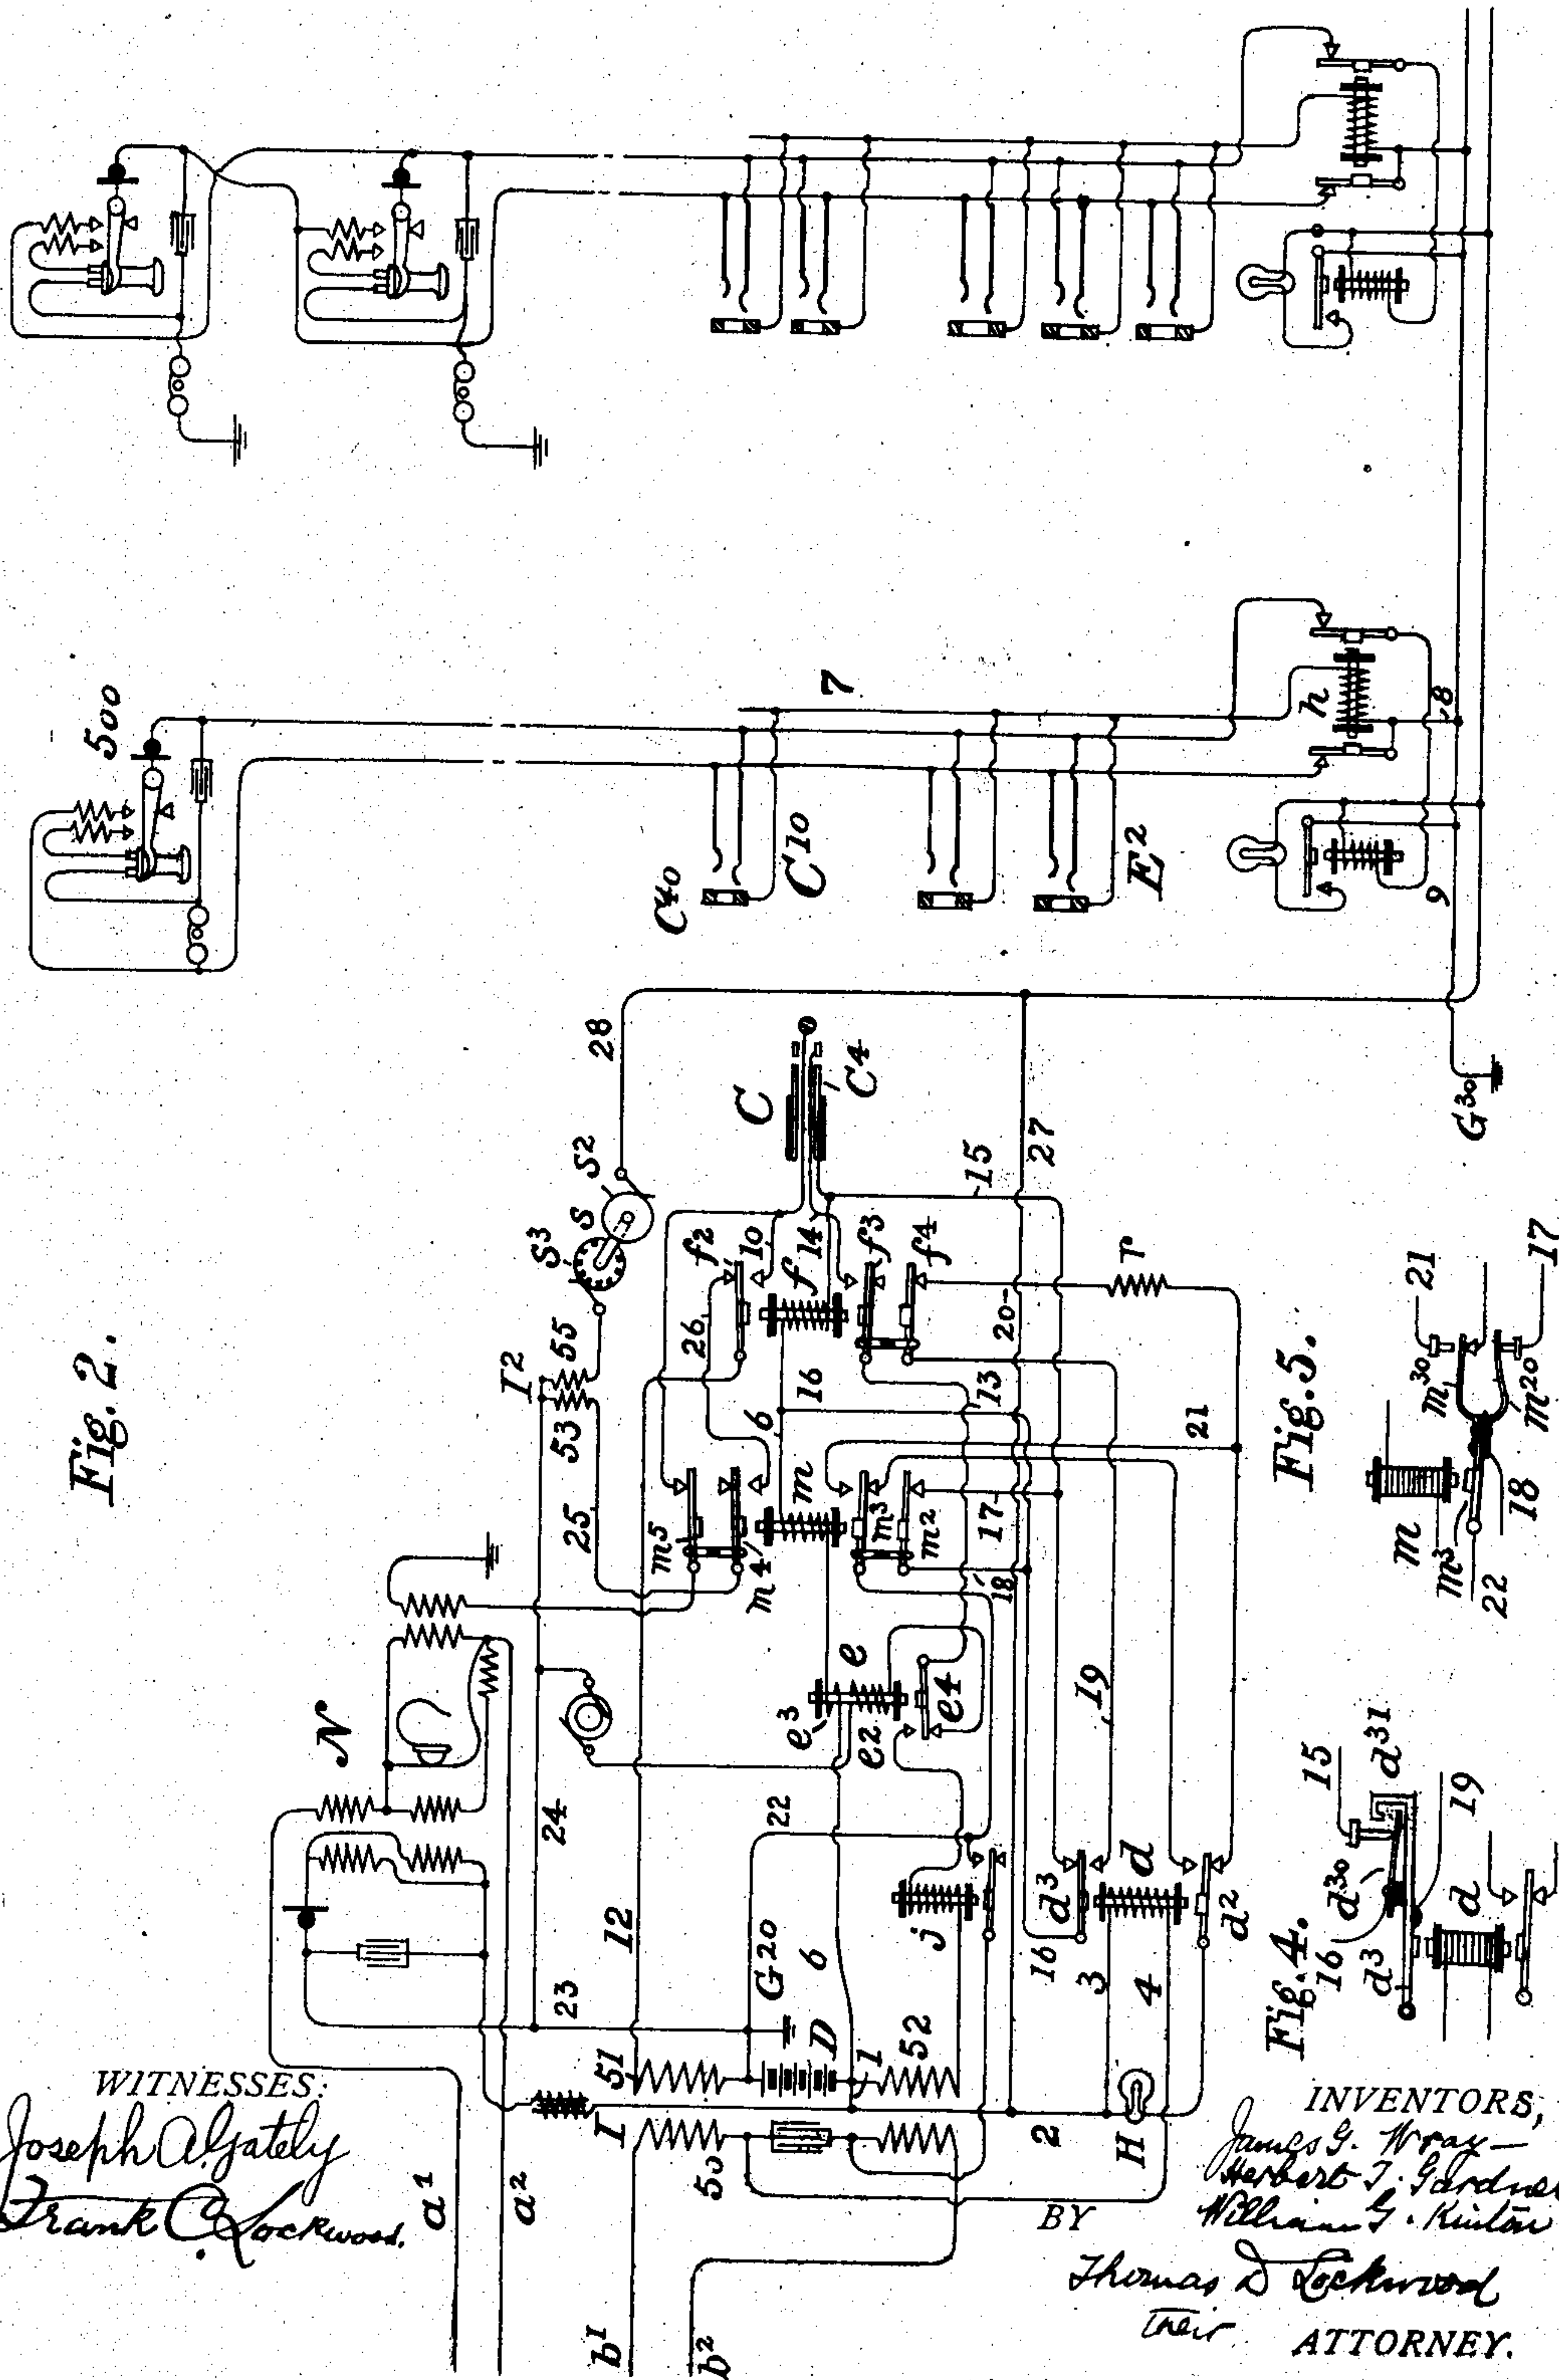 Fig. 2.
500
7
C40
C10
E2
h
8
9
G30
28
S2
S3
S
C
C4
I2
55
53
25
f2
10
26
f
14
f3
f4
15
27
20
r
16
13
6
m5
m4
m
m3
m2
17
18
21
N
e
e3
e2
e4
24
22
19
12
23
G20
6
D
j
d3
16
3
d
4
d2
51
I
50
1
52
2
H
a1
a2
b1
b2
Fig. 5.
21
m30
m20
17
m
m3
18
22
Fig. 4.
15
d31
d30
16
d3
19
d
WITNESSES:
Joseph A. Gately
Frank C. Lockwood.
INVENTORS,
James G. Wray
Herbert T. Gardner
William G. Kinton
BY
Thomas D Lockwood
their
ATTORNEY.